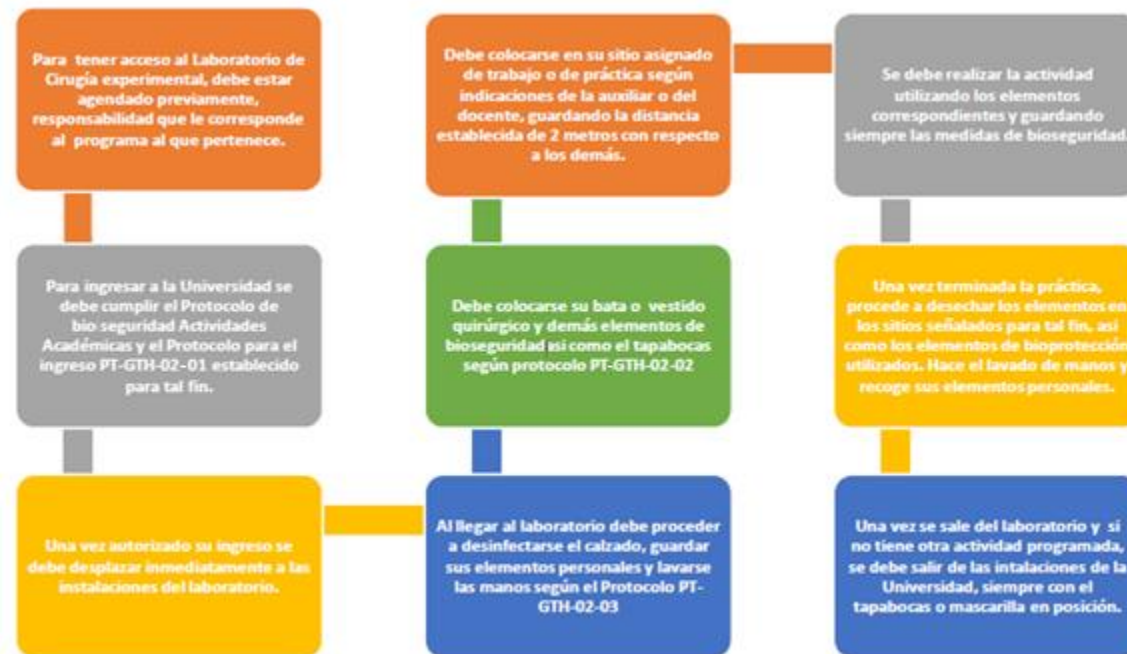 Para tener acceso al Laboratorio de
Cirugía experimental, debe estar
agendado previamente,
responsabilidad que le corresponde
al programa al que pertenece.
Para ingresar a la Universidad se
debe cumplir el Protocolo de
bio seguridad Actividades
Académicas y el Protocolo para el
ingreso PT-GTH-02-01 establecido
para tal fin.
Una vez autorizado su ingreso se
debe desplazar inmediatamente a las
instalaciones del laboratorio.
Al llegar al laboratorio debe proceder
a desinfectarse el calzado, guardar
sus elementos personales y lavarse
las manos según el Protocolo PT-
GTH-02-03
Debe colocarse su bata o vestido
quirúrgico y demás elementos de
bioseguridad asi como el tapabocas
según protocolo PT-GTH-02-02
Debe colocarse en su sitio asignado
de trabajo o de práctica según
indicaciones de la auxiliar o del
docente, guardando la distancia
establecida de 2 metros con respecto
a los demás.
Se debe realizar la actividad
utilizando los elementos
correspondientes y guardando
siempre las medidas de bioseguridad.
Una vez terminada la práctica,
procede a desechar los elementos en
los sitios señalados para tal fin, asi
como los elementos de bioprotección
utilizados. Hace el lavado de manos y
recoge sus elementos personales.
Una vez se sale del laboratorio y si
no tiene otra actividad programada,
se debe salir de las intalaciones de la
Universidad, siempre con el
tapabocas o mascarilla en posición.